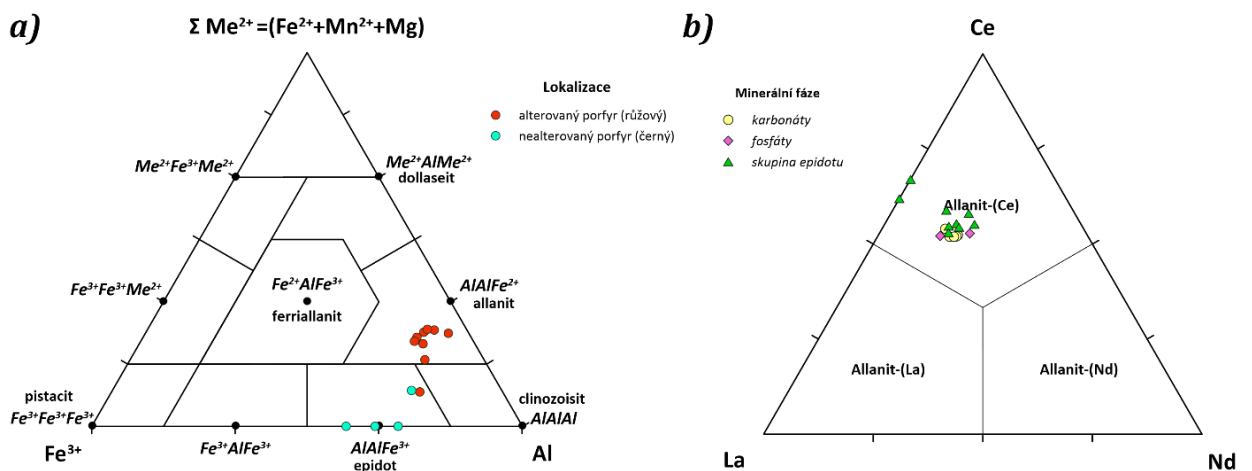 a)
Σ Me²⁺ =(Fe²⁺+Mn²⁺+Mg)
Lokalizace
alterovaný porfyr (růžový)
nealterovaný porfyr (černý)
Me²⁺Fe³⁺Me²⁺
Me²⁺AlMe²⁺
dollaseit
Fe³⁺Fe³⁺Me²⁺
Fe²⁺AlFe³⁺
ferriallanit
AlAlFe²⁺
allanit
pistacit
Fe³⁺Fe³⁺Fe³⁺
clinozoisit
AlAlAl
Fe³⁺
Fe³⁺AlFe³⁺
AlAlFe³⁺
epidot
Al
b)
Ce
Minerální fáze
karbonáty
fosfáty
skupina epidotu
Allanit-(Ce)
Allanit-(La)
Allanit-(Nd)
La
Nd